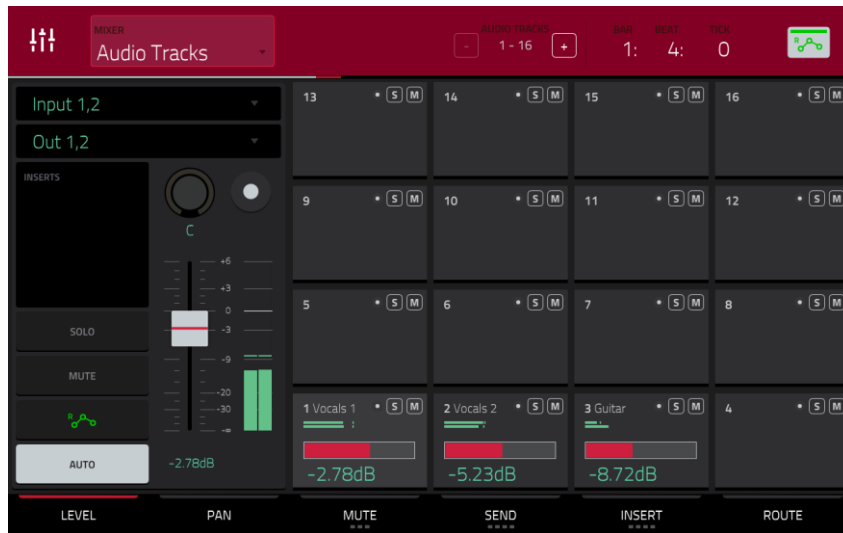 MIXER
Audio Tracks
AUDIO TRACKS
- 1 - 16 +
BAR BEAT TICK
1: 4: 0
R
Input 1,2
Out 1,2
INSERTS
C
+6
+3
0
-3
-9
-20
-30
-∞
SOLO
MUTE
R
AUTO
-2.78dB
13 S M
14 S M
15 S M
16 S M
9 S M
10 S M
11 S M
12 S M
5 S M
6 S M
7 S M
8 S M
1 Vocals 1 S M
2 Vocals 2 S M
3 Guitar S M
4 S M
-2.78dB
-5.23dB
-8.72dB
LEVEL
PAN
MUTE
SEND
INSERT
ROUTE